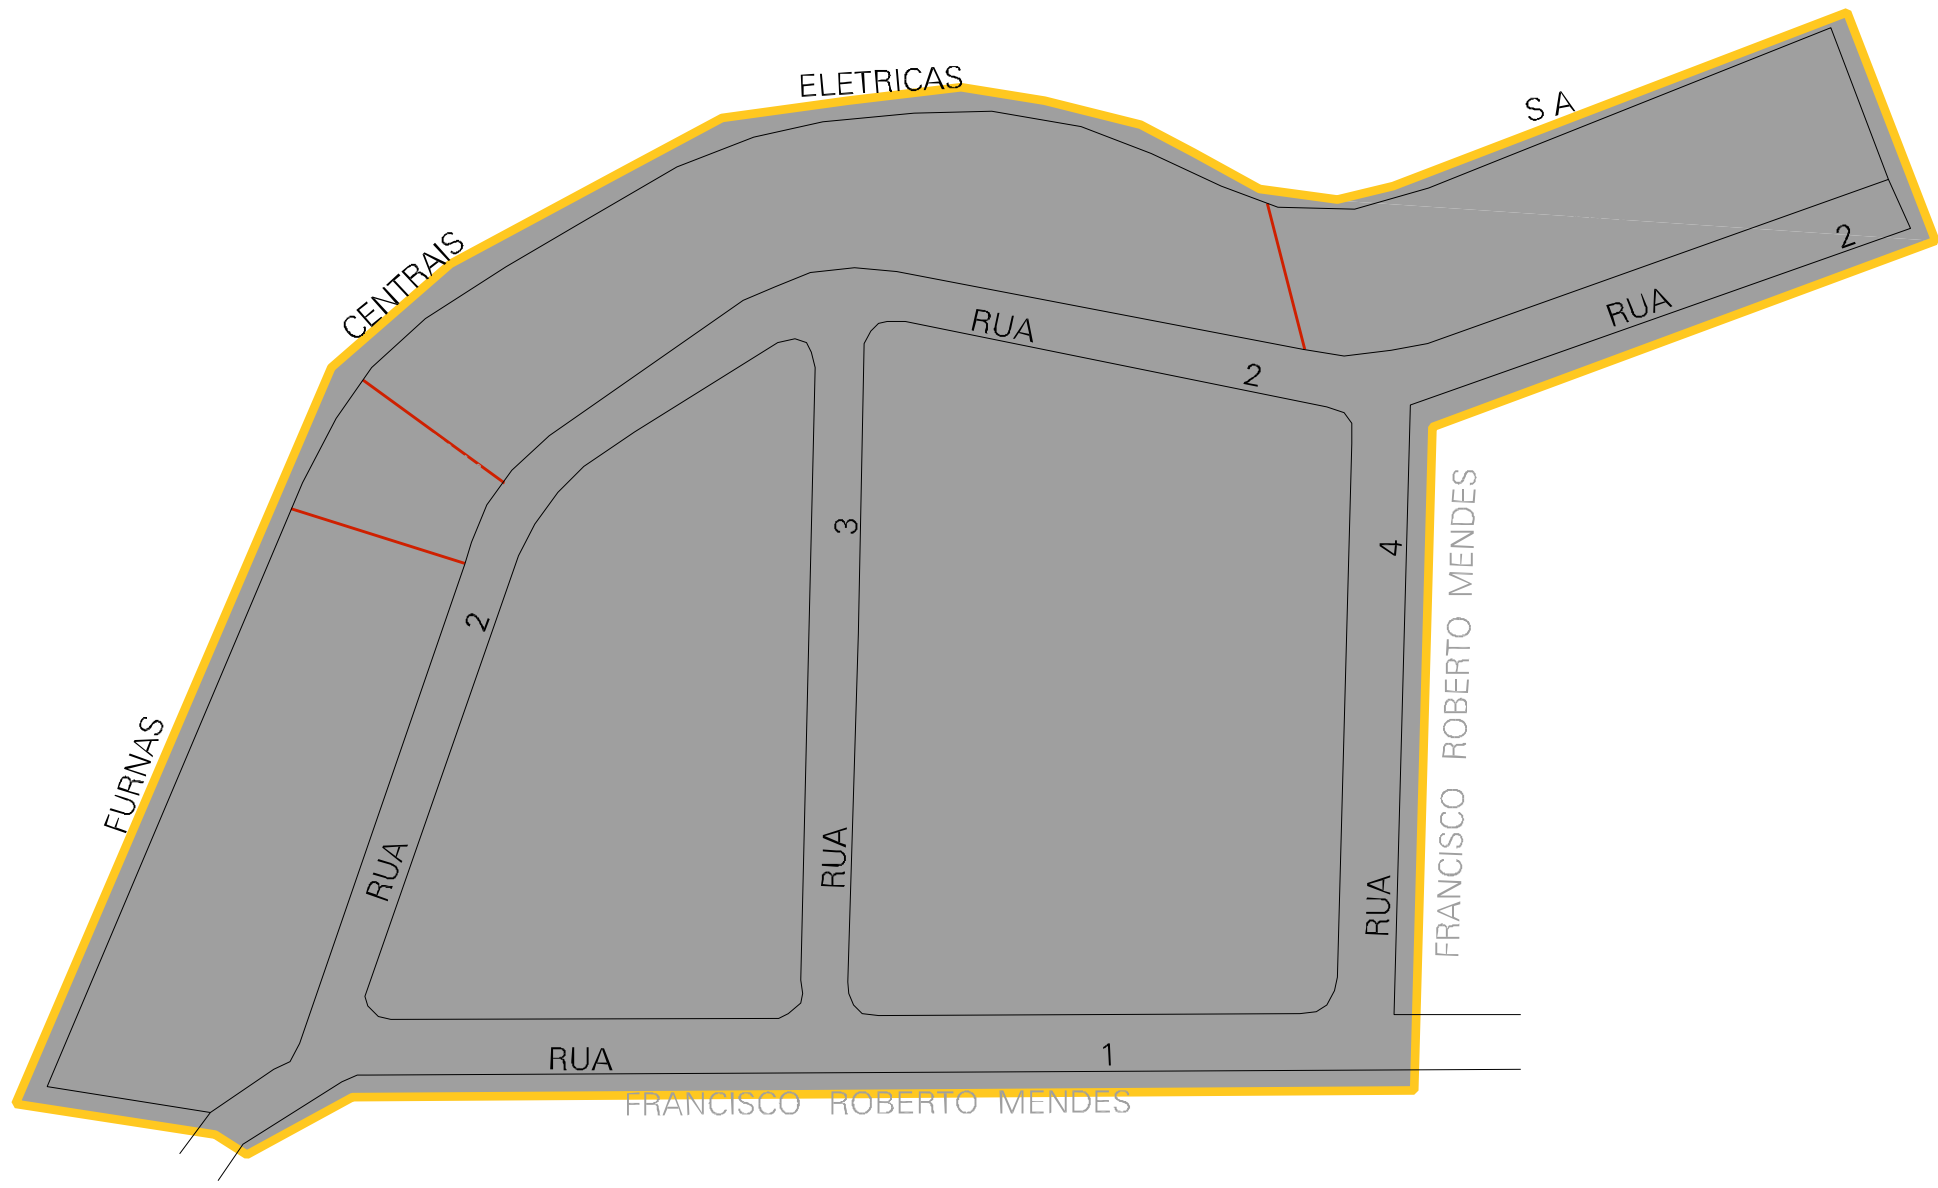 ELETRICAS
S A
CENTRAIS
2
RUA
RUA
2
3
4
FRANCISCO ROBERTO MENDES
2
FURNAS
RUA
RUA
RUA
RUA 1
FRANCISCO ROBERTO MENDES